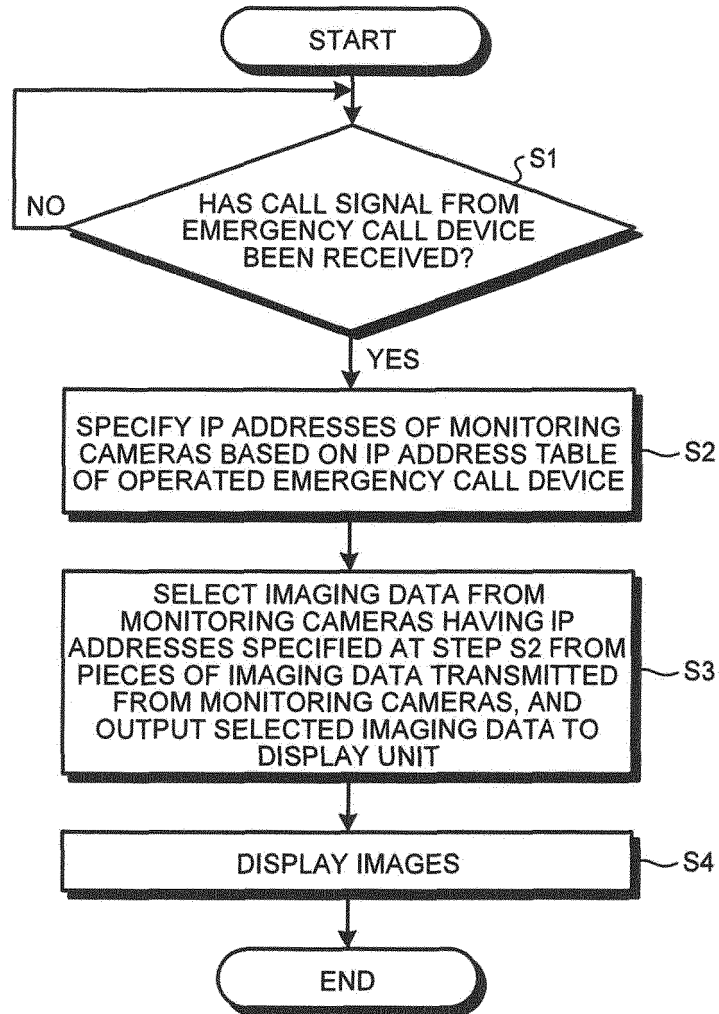 START
S1
NO
HAS CALL SIGNAL FROM
EMERGENCY CALL DEVICE
BEEN RECEIVED?
YES
SPECIFY IP ADDRESSES OF MONITORING
CAMERAS BASED ON IP ADDRESS TABLE
OF OPERATED EMERGENCY CALL DEVICE
S2
SELECT IMAGING DATA FROM
MONITORING CAMERAS HAVING IP
ADDRESSES SPECIFIED AT STEP S2 FROM
PIECES OF IMAGING DATA TRANSMITTED
FROM MONITORING CAMERAS, AND
OUTPUT SELECTED IMAGING DATA TO
DISPLAY UNIT
S3
DISPLAY IMAGES
S4
END